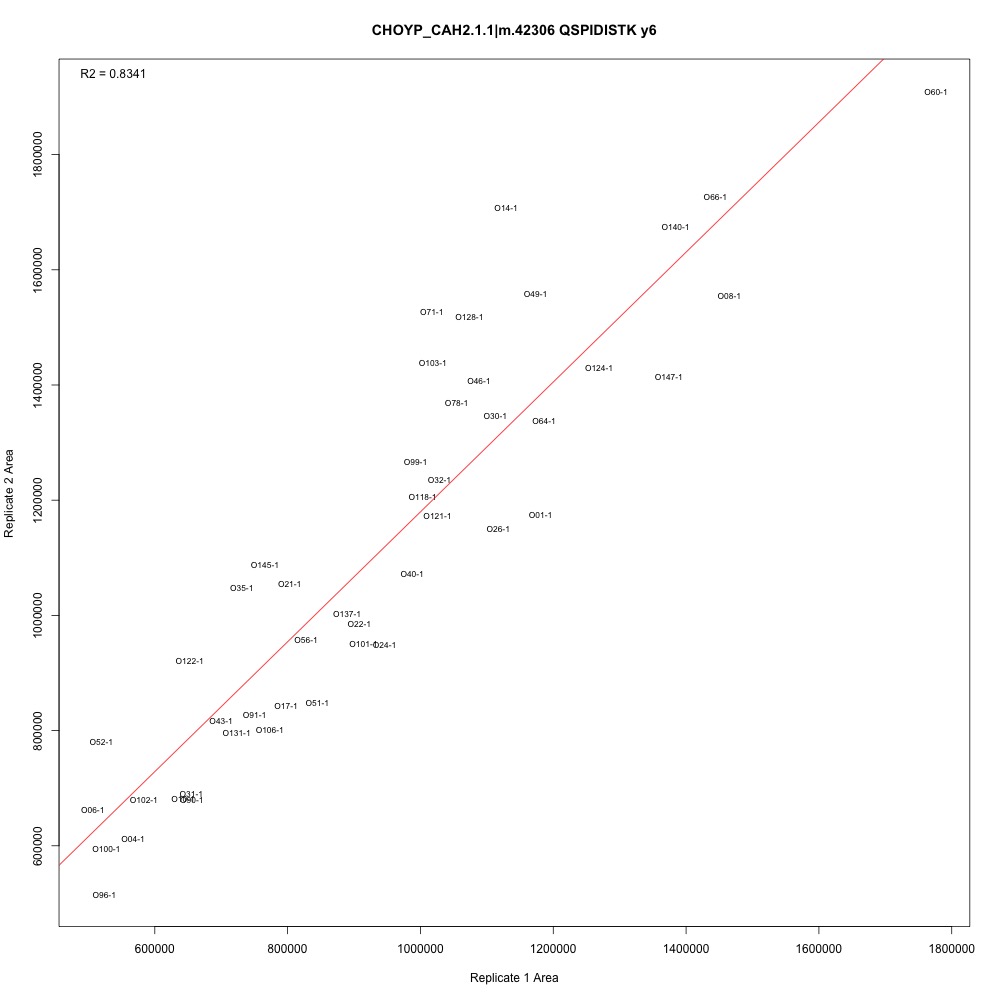 CHOYP_CAH2.1.1|m.42306 QSPIDISTK y6
R2 = 0.8341
O60-1
O66-1
O14-1
O140-1
O49-1
O08-1
O71-1
O128-1
O103-1
O124-1
O46-1
O147-1
O78-1
O30-1
O64-1
O99-1
O32-1
O118-1
O121-1
O01-1
O26-1
O40-1
O145-1
O21-1
O35-1
O137-1
O22-1
O56-1
O101-1
O24-1
O122-1
O51-1
O17-1
O91-1
O43-1
O131-1
O106-1
O52-1
O31-1
O102-1
O90-1
O06-1
O04-1
O100-1
O96-1
600000
800000
1000000
1200000
1400000
1600000
1800000
Replicate 2 Area
600000 800000 1000000 1200000 1400000 1600000 1800000
Replicate 1 Area